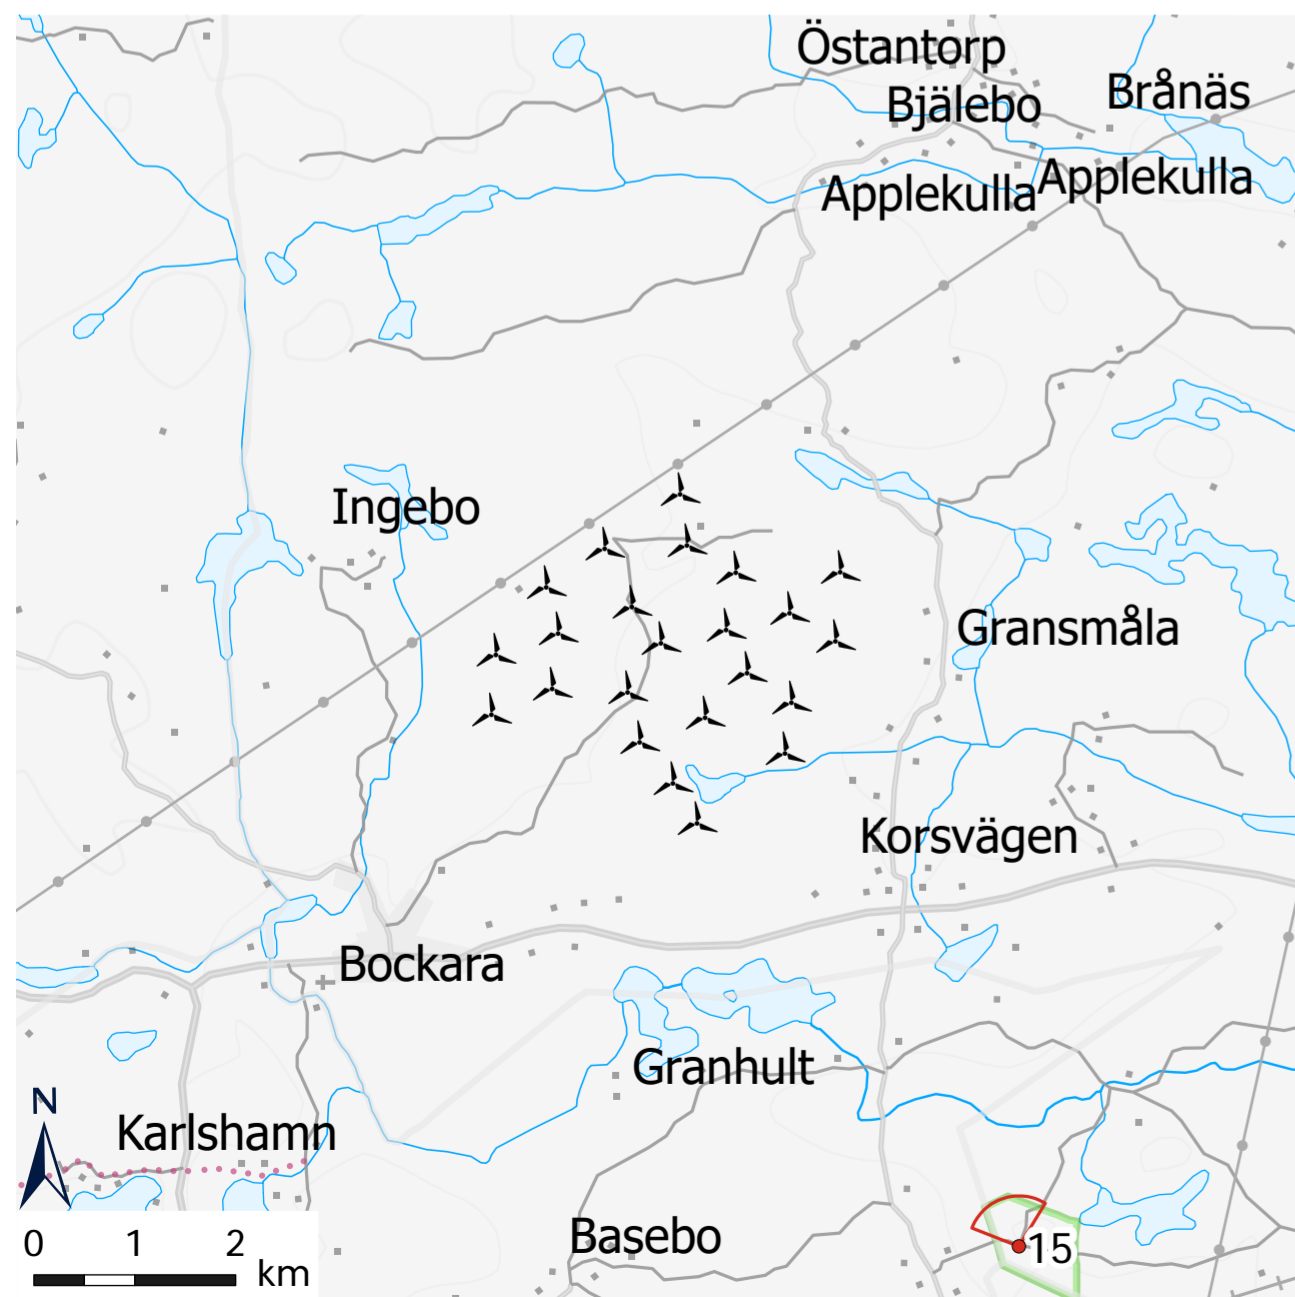 Östantorp
Bjälebo
Brånäs
Applekulla
Applekulla
Ingebo
Gransmåla
Korsvägen
Bockara
Granhult
N
Karlshamn
Basebo
15
0 1 2
km